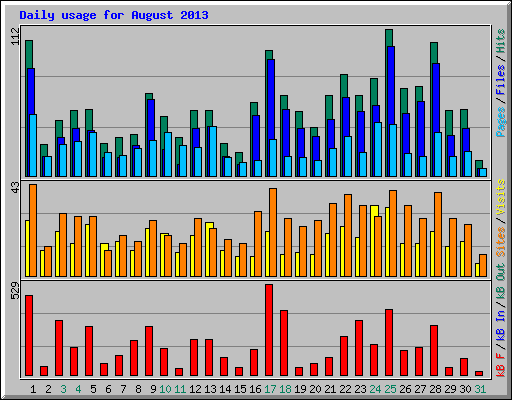 Daily usage for August 2013
112
Pages / Files / Hits
43
Sites / Visits
529
kB F / kB In / kB Out
1 2 3 4 5 6 7 8 9 10 11 12 13 14 15 16 17 18 19 20 21 22 23 24 25 26 27 28 29 30 31